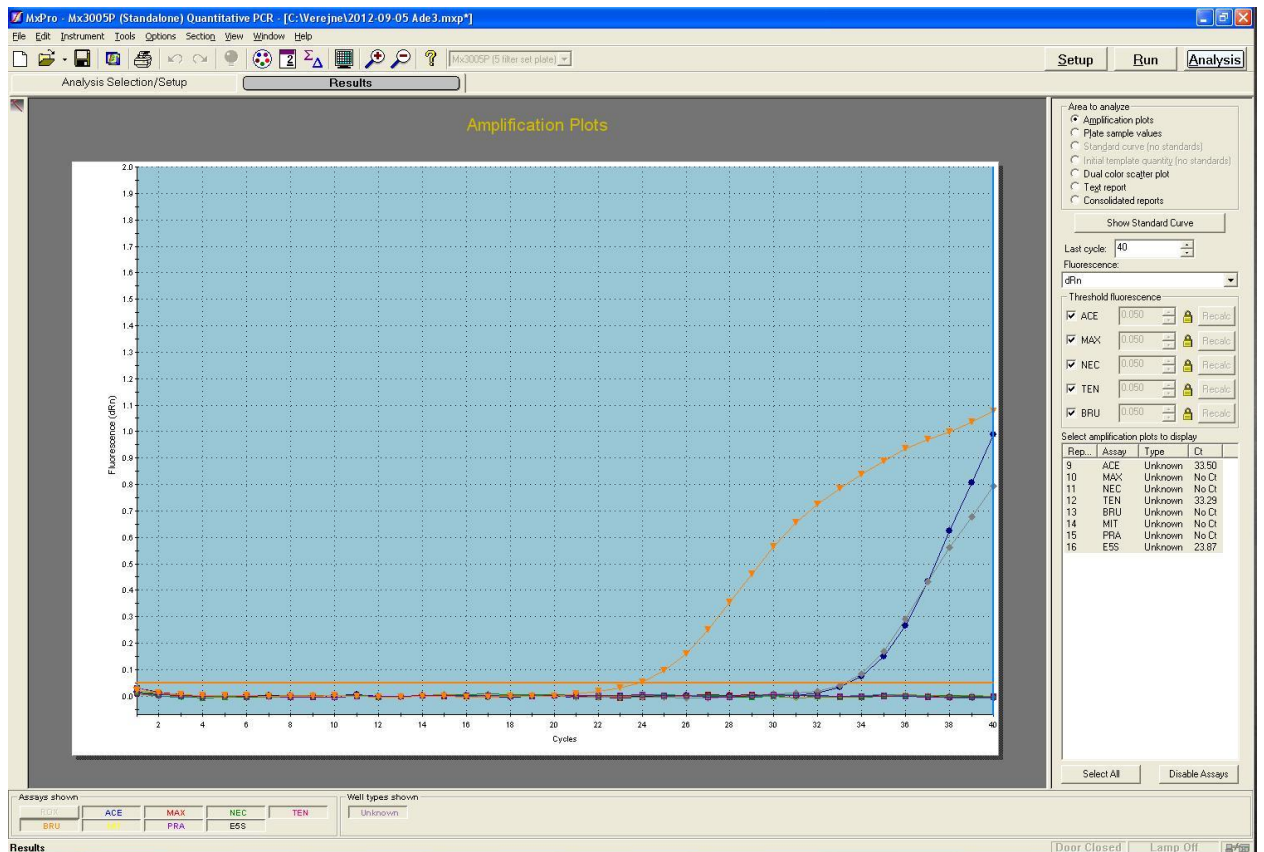 MxPro - Mx3005P (Standalone) Quantitative PCR - [C:\Verejne\2012-09-05 Ade3.mxp*]
File Edit Instrument Tools Options Section View Window Help
Mx3005P (5 filter set plate)
Setup Run Analysis
Analysis Selection/Setup Results
Amplification Plots
Fluorescence (dRn)
2.0
1.9
1.8
1.7
1.6
1.5
1.4
1.3
1.2
1.1
1.0
0.9
0.8
0.7
0.6
0.5
0.4
0.3
0.2
0.1
0.0
2 4 6 8 10 12 14 16 18 20 22 24 26 28 30 32 34 36 38 40
Cycles
Area to analyze
Amplification plots
Plate sample values
Standard curve (no standards)
Initial template quantity (no standards)
Dual color scatter plot
Text report
Consolidated reports
Show Standard Curve
Last cycle: 40
Fluorescence:
dRn
Threshold fluorescence
ACE 0.050 Recalc
MAX 0.050 Recalc
NEC 0.050 Recalc
TEN 0.050 Recalc
BRU 0.050 Recalc
Select amplification plots to display
Rep... Assay Type Ct
9 ACE Unknown 33.50
10 MAX Unknown No Ct
11 NEC Unknown No Ct
12 TEN Unknown 33.29
13 BRU Unknown No Ct
14 MIT Unknown No Ct
15 PRA Unknown No Ct
16 E5S Unknown 23.87
Select All Disable Assays
Assays shown
ROX ACE MAX NEC TEN
BRU PRA E5S
Well types shown
Unknown
Results
Door Closed Lamp Off